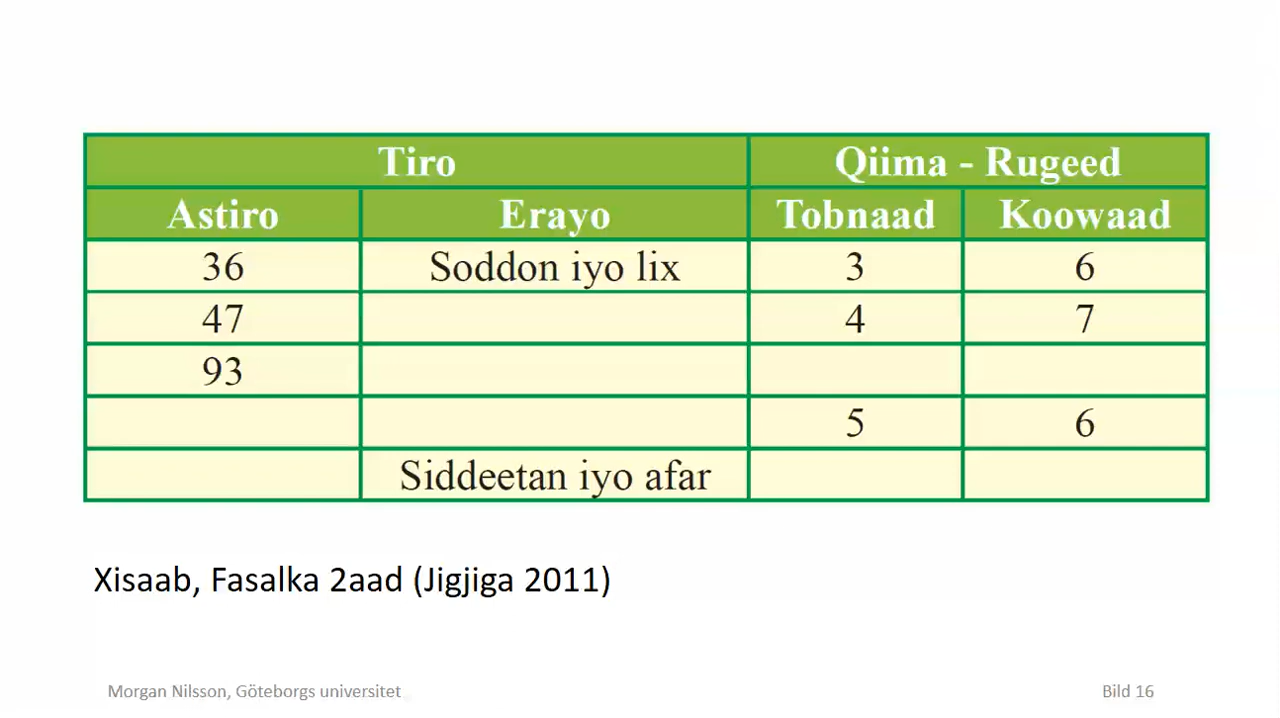 Tiro Qiima - Rugeed
Astiro Erayo Tobnaad Koowaad
36 Soddon iyo lix 3 6
47 4 7
93
5 6
Siddeetan iyo afar
Xisaab, Fasalka 2aad (Jigjiga 2011)
Morgan Nilsson, Göteborgs universitet Bild 16